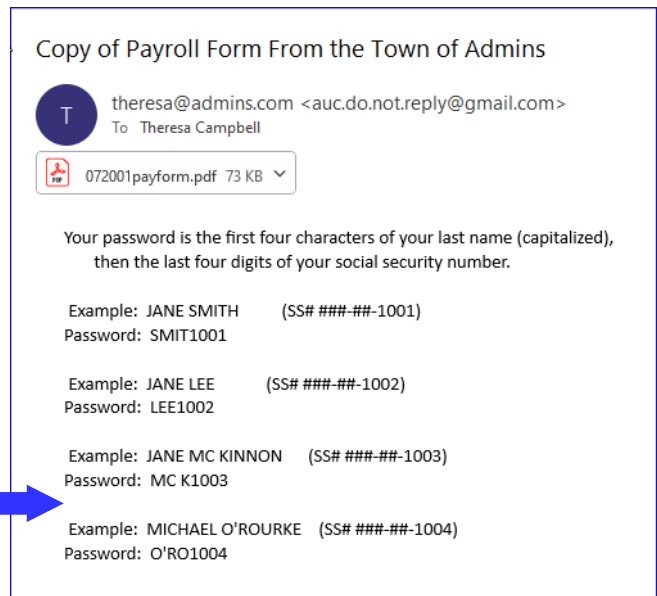 Copy of Payroll Form From the Town of Admins
T
theresa@admins.com <auc.do.not.reply@gmail.com>
To Theresa Campbell
PDF
072001payform.pdf 73 KB
Your password is the first four characters of your last name (capitalized),
then the last four digits of your social security number.
Example: JANE SMITH (SS# ###-##-1001)
Password: SMIT1001
Example: JANE LEE (SS# ###-##-1002)
Password: LEE1002
Example: JANE MC KINNON (SS# ###-##-1003)
Password: MC K1003
Example: MICHAEL O'ROURKE (SS# ###-##-1004)
Password: O'RO1004